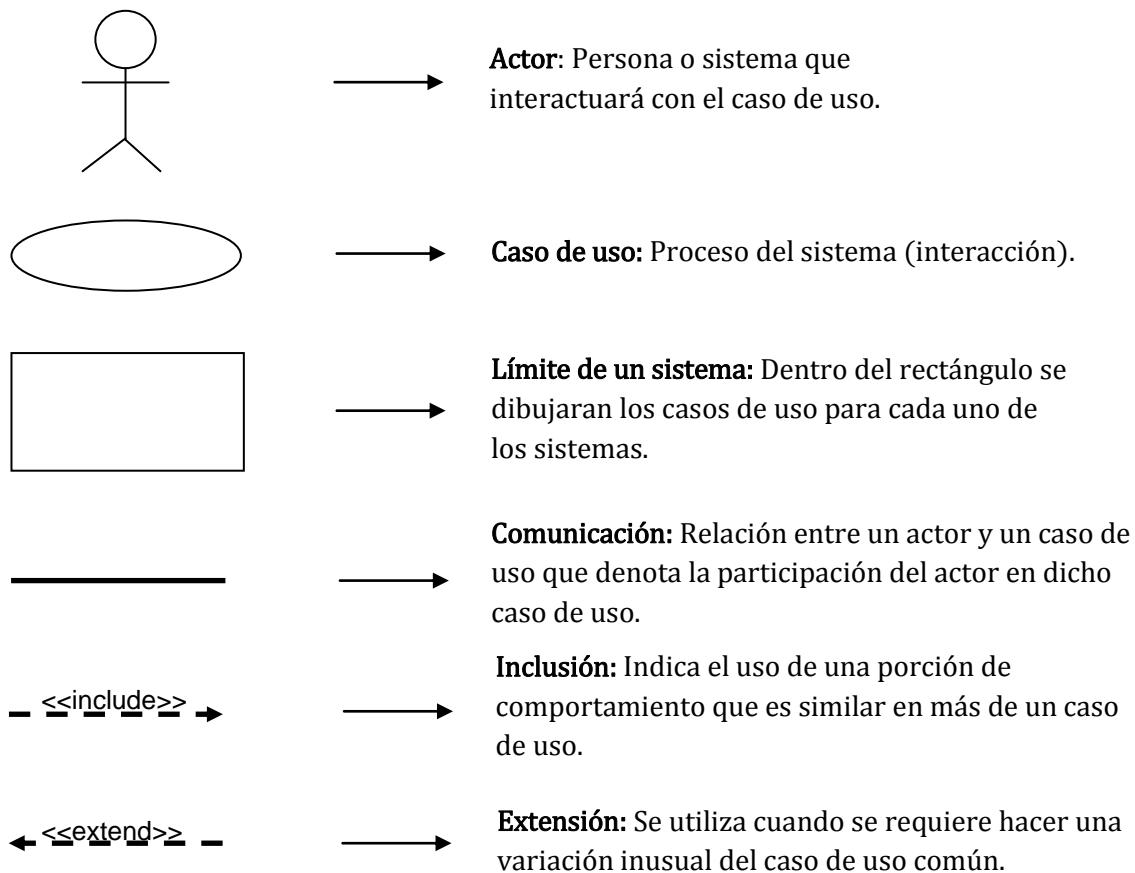 Actor: Persona o sistema que
interactuará con el caso de uso.
Caso de uso: Proceso del sistema (interacción).
Límite de un sistema: Dentro del rectángulo se
dibujaran los casos de uso para cada uno de
los sistemas.
Comunicación: Relación entre un actor y un caso de
uso que denota la participación del actor en dicho
caso de uso.
<<include>>
Inclusión: Indica el uso de una porción de
comportamiento que es similar en más de un caso
de uso.
<<extend>>
Extensión: Se utiliza cuando se requiere hacer una
variación inusual del caso de uso común.